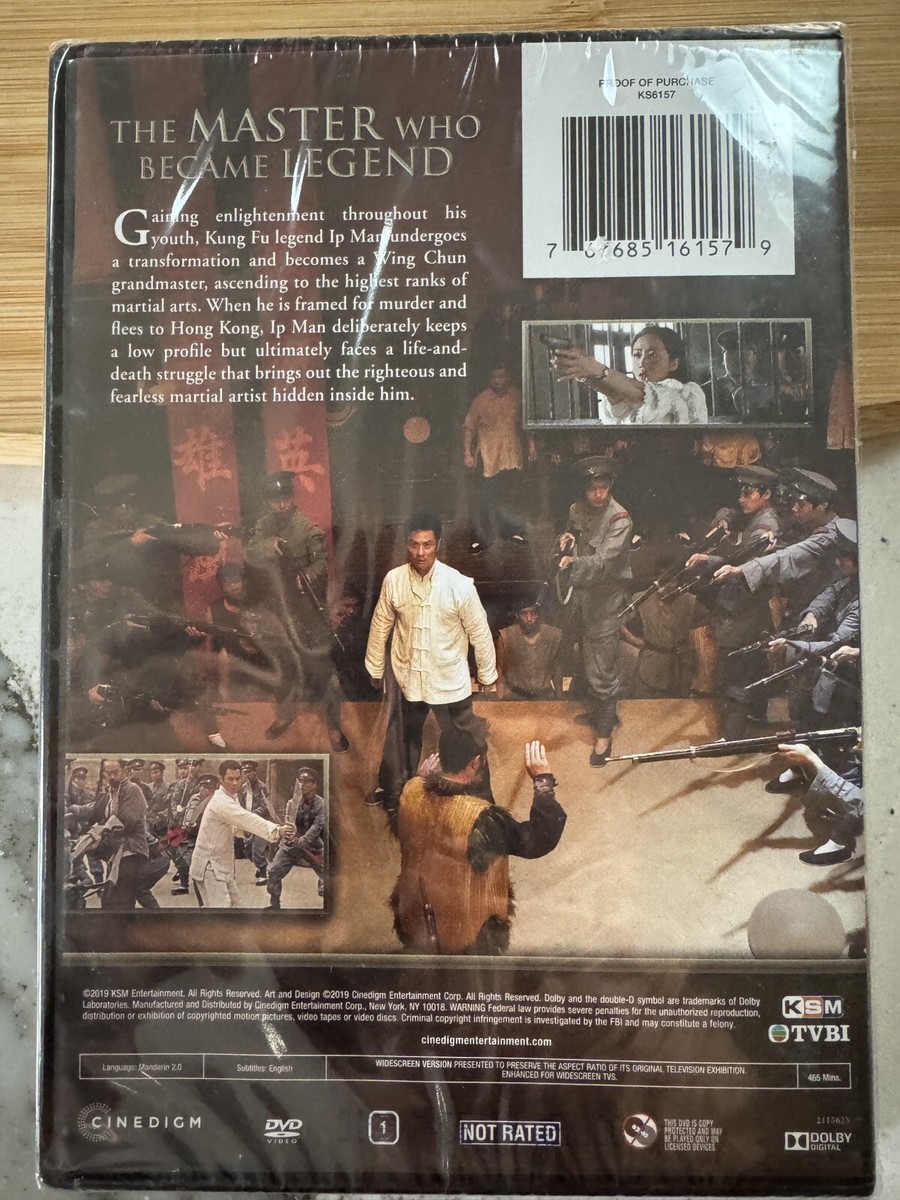 PROOF OF PURCHASE
KS6157
7 67685 16157 9
THE MASTER WHO
BECAME LEGEND
Gaining enlightenment throughout his
youth, Kung Fu legend Ip Man undergoes
a transformation and becomes a Wing Chun
grandmaster, ascending to the highest ranks of
martial arts. When he is framed for murder and
flees to Hong Kong, Ip Man deliberately keeps
a low profile but ultimately faces a life-and-
death struggle that brings out the righteous and
fearless martial artist hidden inside him.
雄 英
©2019 KSM Entertainment. All Rights Reserved. Art and Design ©2019 Cinedigm Entertainment Corp. All Rights Reserved. Dolby and the double-D symbol are trademarks of Dolby
Laboratories. Manufactured and Distributed by Cinedigm Entertainment Corp., New York, NY 10018. WARNING Federal law provides severe penalties for the unauthorized reproduction,
distribution or exhibition of copyrighted motion pictures, video tapes or video discs. Criminal copyright infringement is investigated by the FBI and may constitute a felony.
KSM
TVBI
cinedigmentertainment.com
Language: Mandarin 2.0
Subtitles: English
WIDESCREEN VERSION PRESENTED TO PRESERVE THE ASPECT RATIO OF ITS ORIGINAL TELEVISION EXHIBITION.
ENHANCED FOR WIDESCREEN TVS.
465 Mins.
CINEDIGM
DVD
VIDEO
1
NOT RATED
THIS DVD IS COPY
PROTECTED AND MAY
BE PLAYED ONLY ON
LICENSED DEVICES.
2115635
DOLBY
DIGITAL